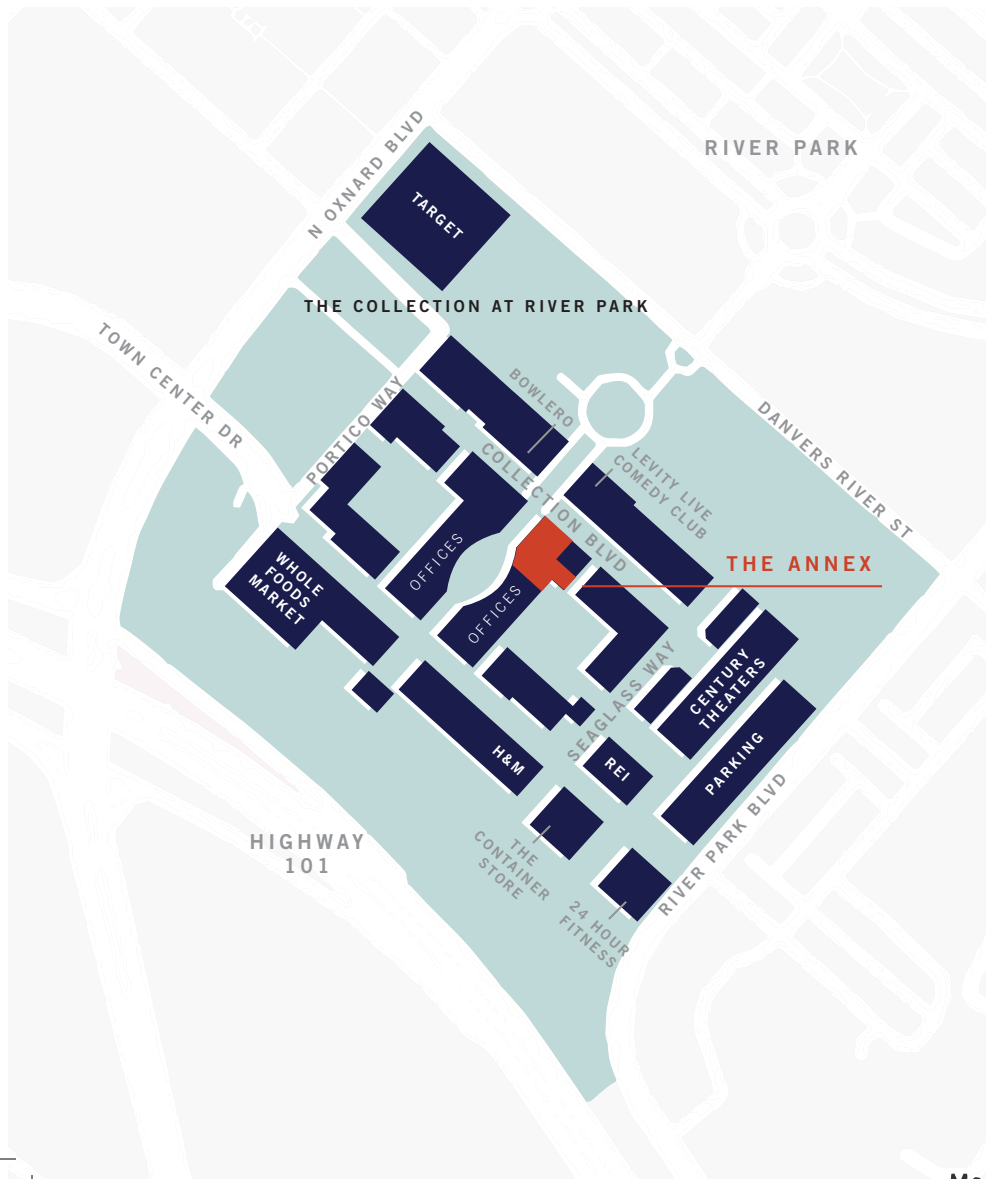 N OXNARD BLVD
RIVER PARK
TARGET
THE COLLECTION AT RIVER PARK
TOWN CENTER DR
PORTICO WAY
BOWLERO
COLLECTION BLVD
LEVITY LIVE
COMEDY CLUB
DANVERS RIVER ST
OFFICES
OFFICES
THE ANNEX
WHOLE
FOODS
MARKET
SEAGLASS WAY
CENTURY
THEATERS
H&M
REI
PARKING
RIVER PARK BLVD
HIGHWAY
101
THE
CONTAINER
STORE
24 HOUR
FITNESS